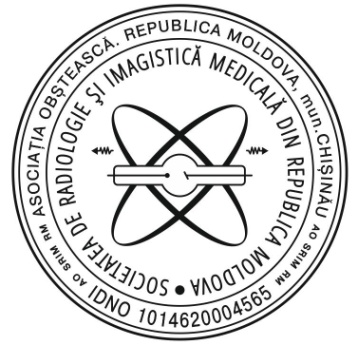 ASOCIAȚIA OBȘTEASCĂ. REPUBLICA MOLDOVA, mun.CHIȘINĂU
AO SRIM RM
IDNO 1014620004565
AO SRIM RM
SOCIETATEA DE RADIOLOGIE ȘI IMAGISTICĂ MEDICALĂ DIN REPUBLICA MOLDOVA